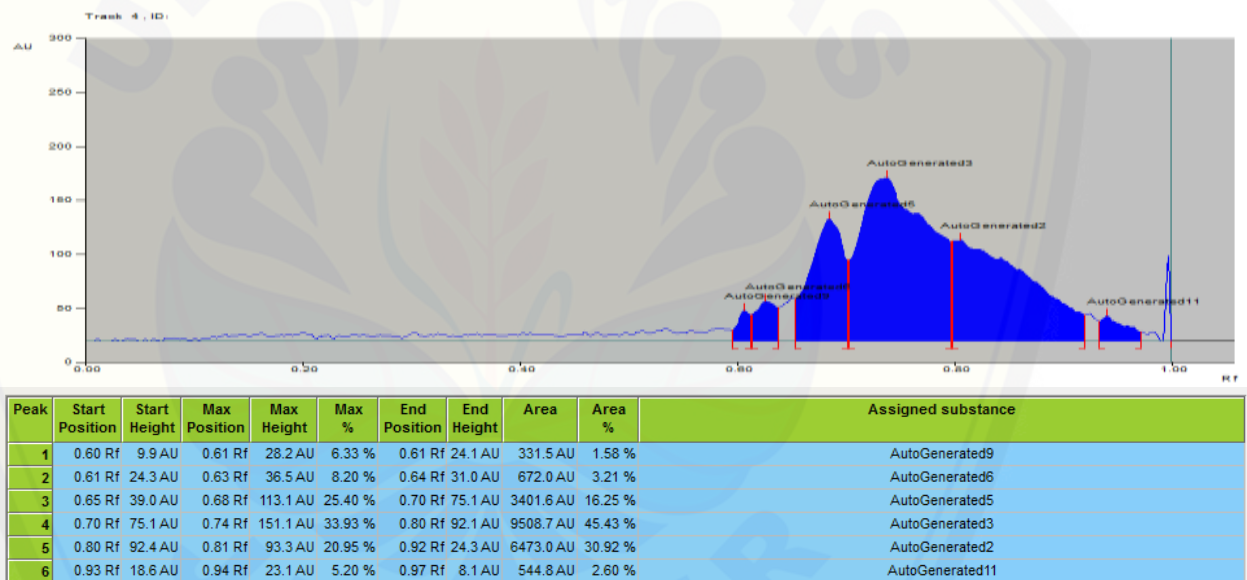 Track 4 , ID:
AU
300
250
200
150
100
50
0
0.00 0.20 0.40 0.60 0.80 1.00
Rf
AutoGenerated3
AutoGenerated5
AutoGenerated2
AutoGenerated6
AutoGenerated9
AutoGenerated11
Peak Start Position Start Height Max Position Max Height Max % End Position End Height Area Area % Assigned substance
1 0.60 Rf 9.9 AU 0.61 Rf 28.2 AU 6.33 % 0.61 Rf 24.1 AU 331.5 AU 1.58 % AutoGenerated9
2 0.61 Rf 24.3 AU 0.63 Rf 36.5 AU 8.20 % 0.64 Rf 31.0 AU 672.0 AU 3.21 % AutoGenerated6
3 0.65 Rf 39.0 AU 0.68 Rf 113.1 AU 25.40 % 0.70 Rf 75.1 AU 3401.6 AU 16.25 % AutoGenerated5
4 0.70 Rf 75.1 AU 0.74 Rf 151.1 AU 33.93 % 0.80 Rf 92.1 AU 9508.7 AU 45.43 % AutoGenerated3
5 0.80 Rf 92.4 AU 0.81 Rf 93.3 AU 20.95 % 0.92 Rf 24.3 AU 6473.0 AU 30.92 % AutoGenerated2
6 0.93 Rf 18.6 AU 0.94 Rf 23.1 AU 5.20 % 0.97 Rf 8.1 AU 544.8 AU 2.60 % AutoGenerated11